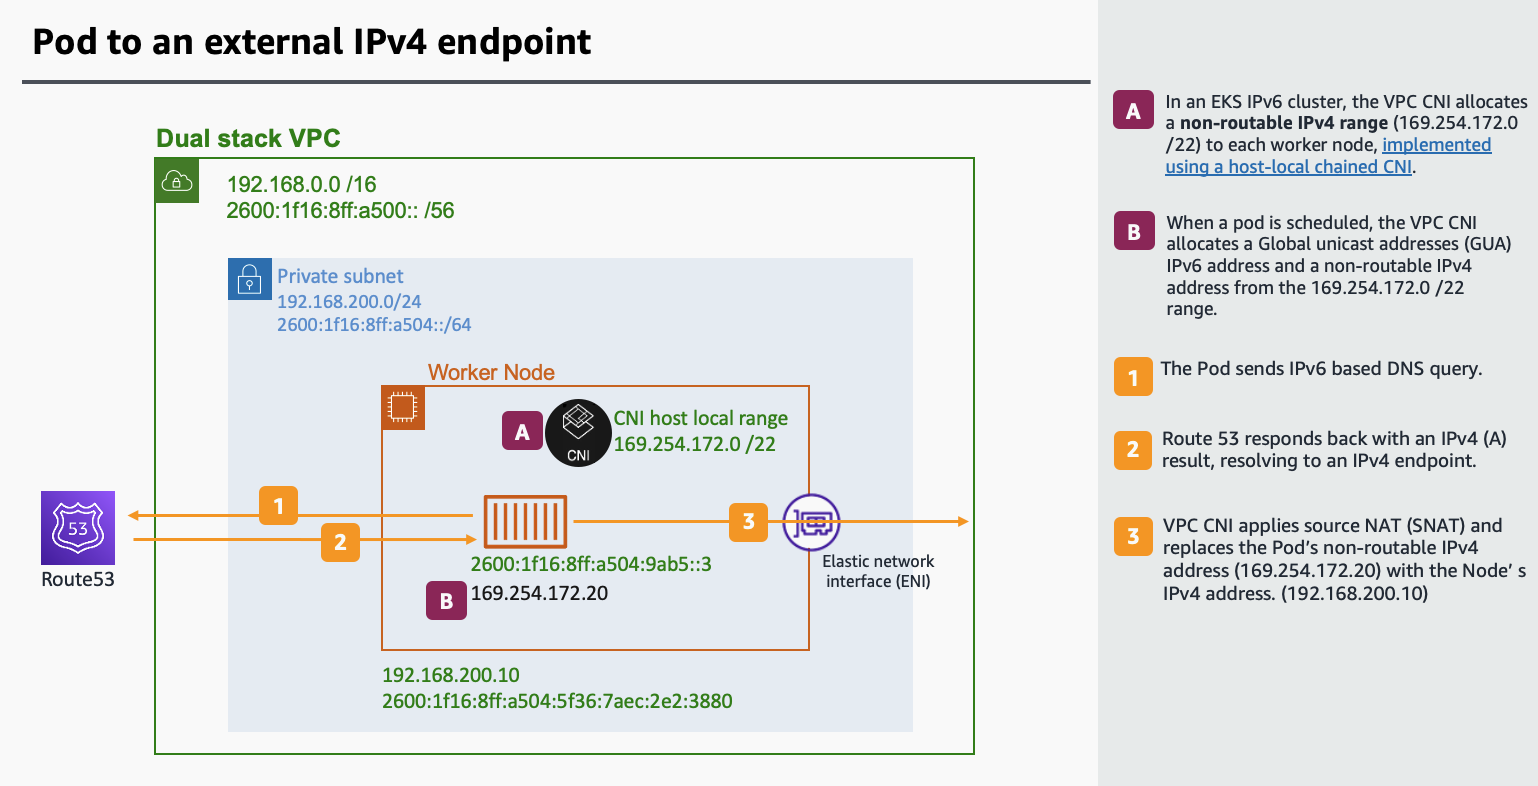 Pod to an external IPv4 endpoint
Dual stack VPC
192.168.0.0 /16
2600:1f16:8ff:a500:: /56
Private subnet
192.168.200.0/24
2600:1f16:8ff:a504::/64
Worker Node
A
CNI
CNI host local range
169.254.172.0 /22
1
2
3
53
Route53
2600:1f16:8ff:a504:9ab5::3
B
169.254.172.20
Elastic network
interface (ENI)
192.168.200.10
2600:1f16:8ff:a504:5f36:7aec:2e2:3880
A
In an EKS IPv6 cluster, the VPC CNI allocates
a non-routable IPv4 range (169.254.172.0
/22) to each worker node, implemented
using a host-local chained CNI.
B
When a pod is scheduled, the VPC CNI
allocates a Global unicast addresses (GUA)
IPv6 address and a non-routable IPv4
address from the 169.254.172.0 /22
range.
1
The Pod sends IPv6 based DNS query.
2
Route 53 responds back with an IPv4 (A)
result, resolving to an IPv4 endpoint.
3
VPC CNI applies source NAT (SNAT) and
replaces the Pod’s non-routable IPv4
address (169.254.172.20) with the Node’ s
IPv4 address. (192.168.200.10)